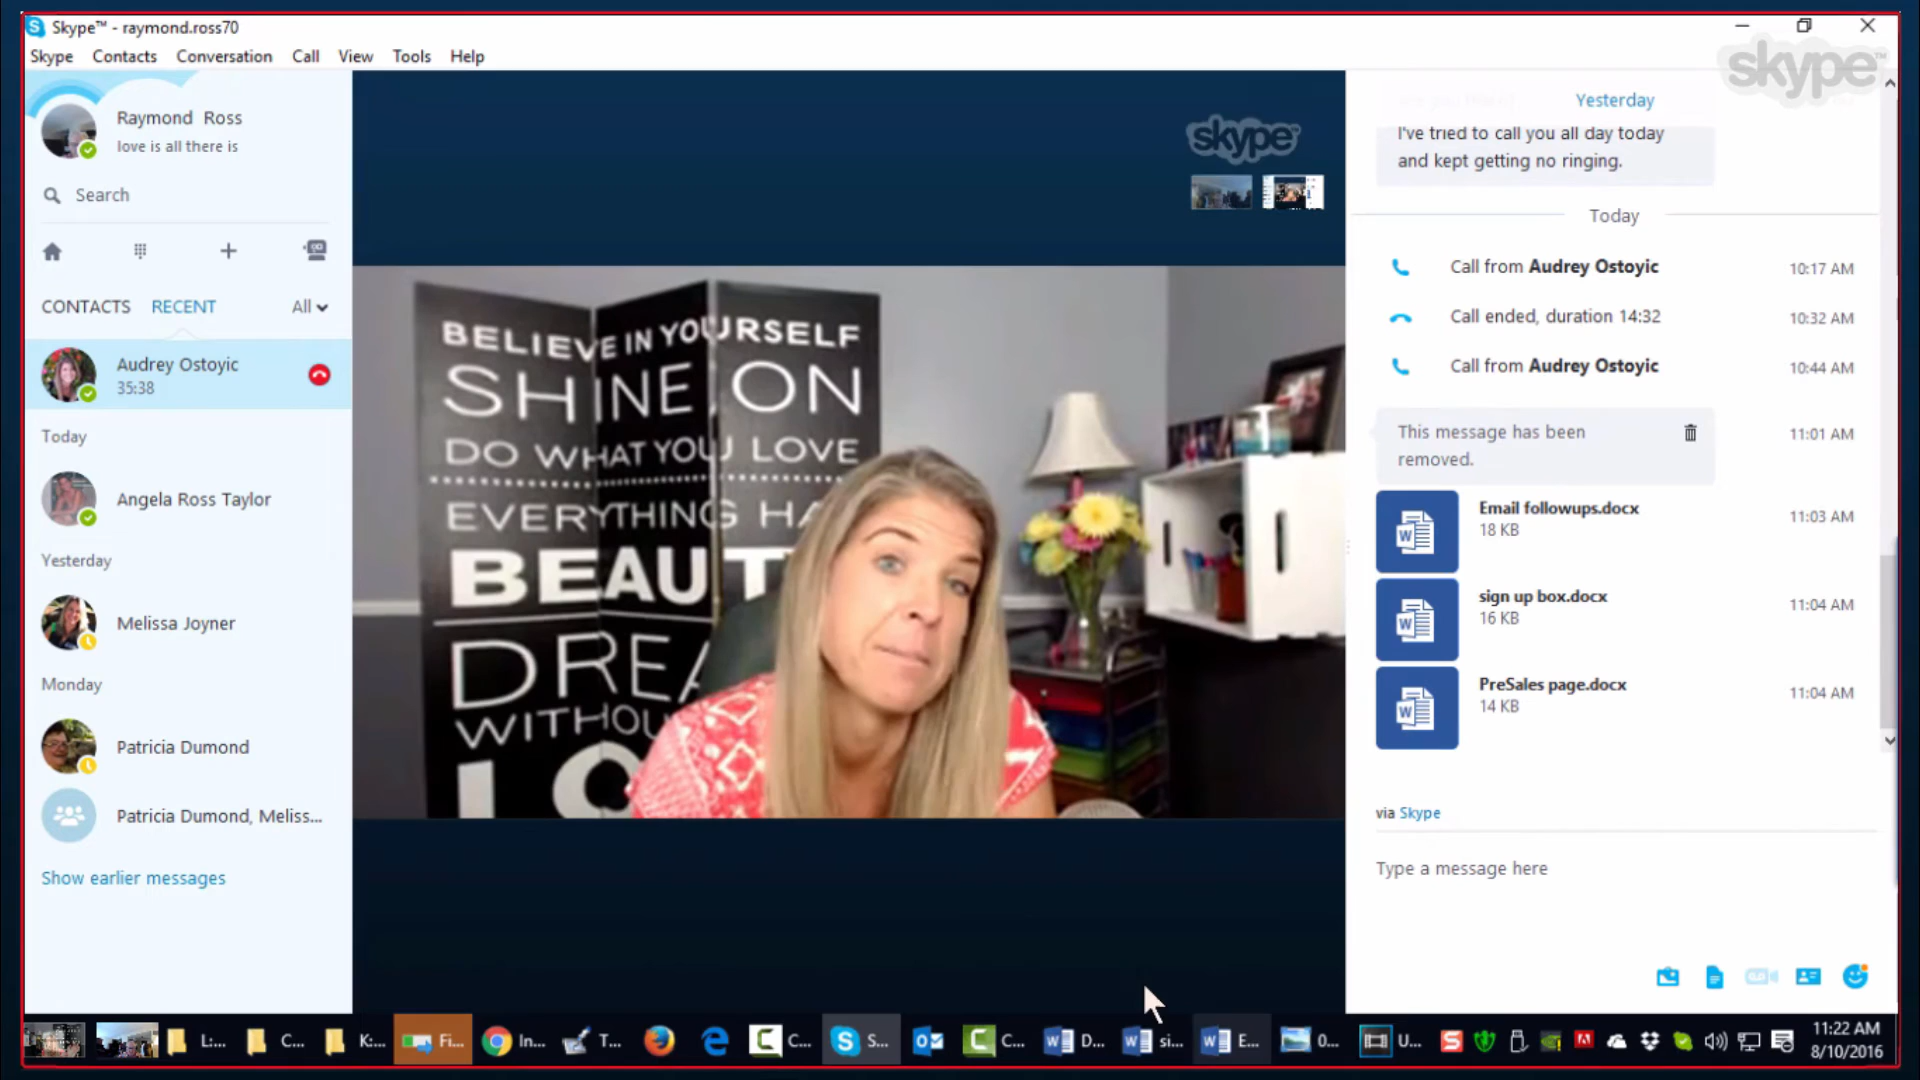 Skype™ - raymond.ross70
Skype Contacts Conversation Call View Tools Help
skype™
Raymond Ross
love is all there is
Search
CONTACTS RECENT All
Audrey Ostoyic
35:38
Today
Angela Ross Taylor
Yesterday
Melissa Joyner
Monday
Patricia Dumond
Patricia Dumond, Meliss...
Show earlier messages
skype™
BELIEVE IN YOURSELF
SHINE ON
DO WHAT YOU LOVE
EVERYTHING HA
BEAUT
DREA
WITHOU
LO
Yesterday
I've tried to call you all day today
and kept getting no ringing.
Today
Call from Audrey Ostoyic 10:17 AM
Call ended, duration 14:32 10:32 AM
Call from Audrey Ostoyic 10:44 AM
This message has been
removed.
11:01 AM
Email followups.docx
18 KB
11:03 AM
sign up box.docx
16 KB
11:04 AM
PreSales page.docx
14 KB
11:04 AM
via Skype
Type a message here
L:... C... K:... Fi... In... T... C... S... C... D... si... E... 0... U...
11:22 AM
8/10/2016